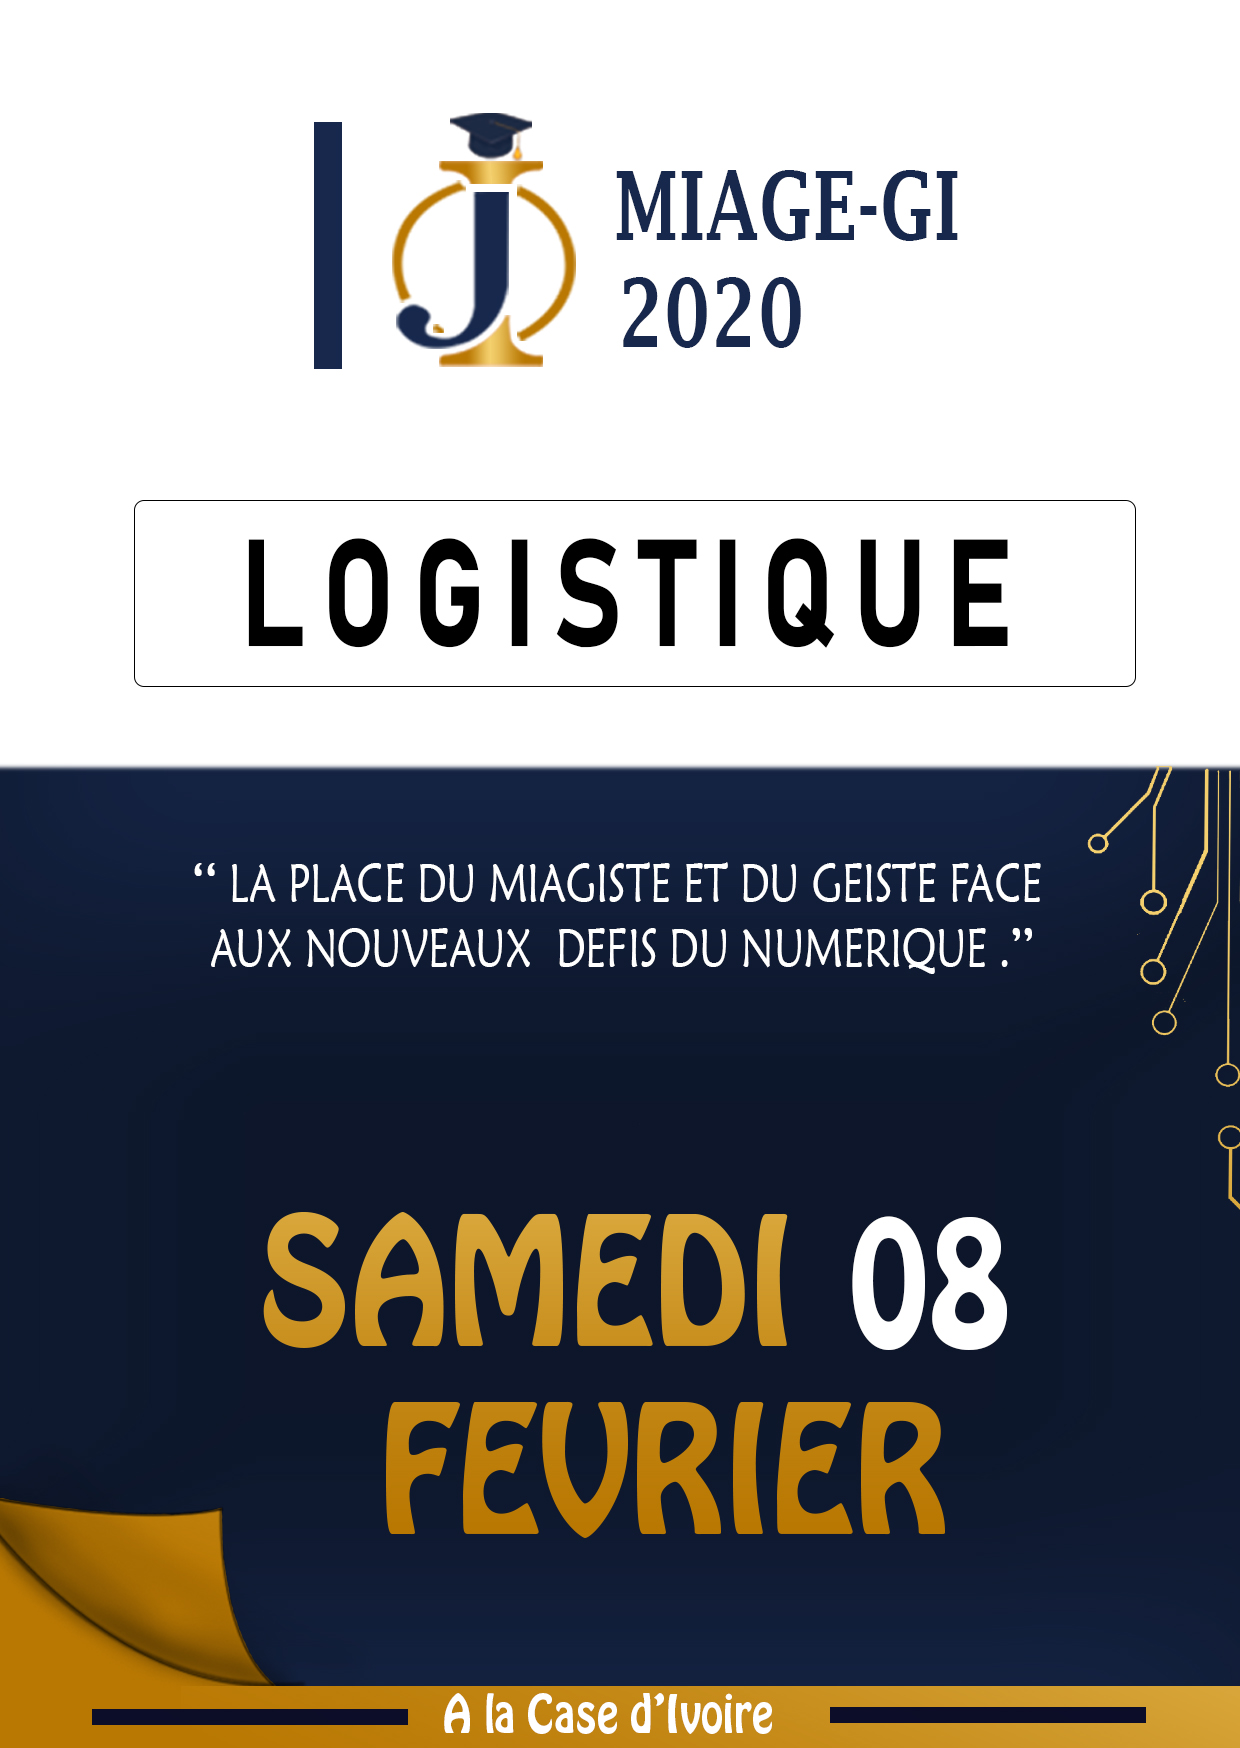 J
MIAGE-GI
2020
LOGISTIQUE
‘‘ LA PLACE DU MIAGISTE ET DU GEISTE FACE
AUX NOUVEAUX DEFIS DU NUMERIQUE .’’
SAMEDI 08
FEVRIER
A la Case d’Ivoire